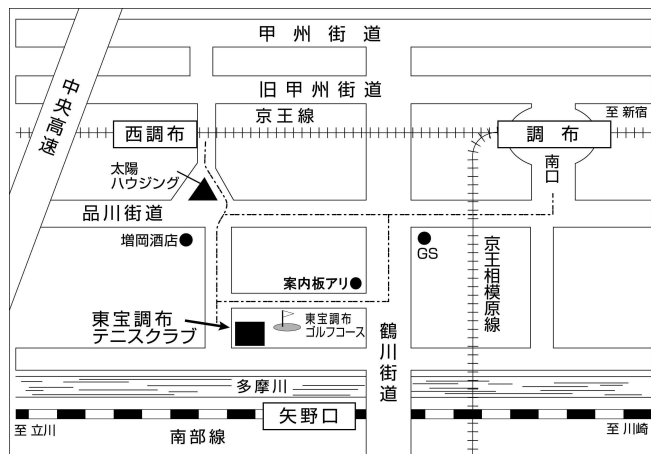 甲州街道
旧甲州街道
中央高速
京王線
至 新宿
西調布
調布
南口
太陽
ハウジング
品川街道
増岡酒店
GS
京王相模原線
案内板アリ
東宝調布
テニスクラブ
東宝調布
ゴルフコース
鶴川街道
多摩川
矢野口
至 立川
南部線
至 川崎